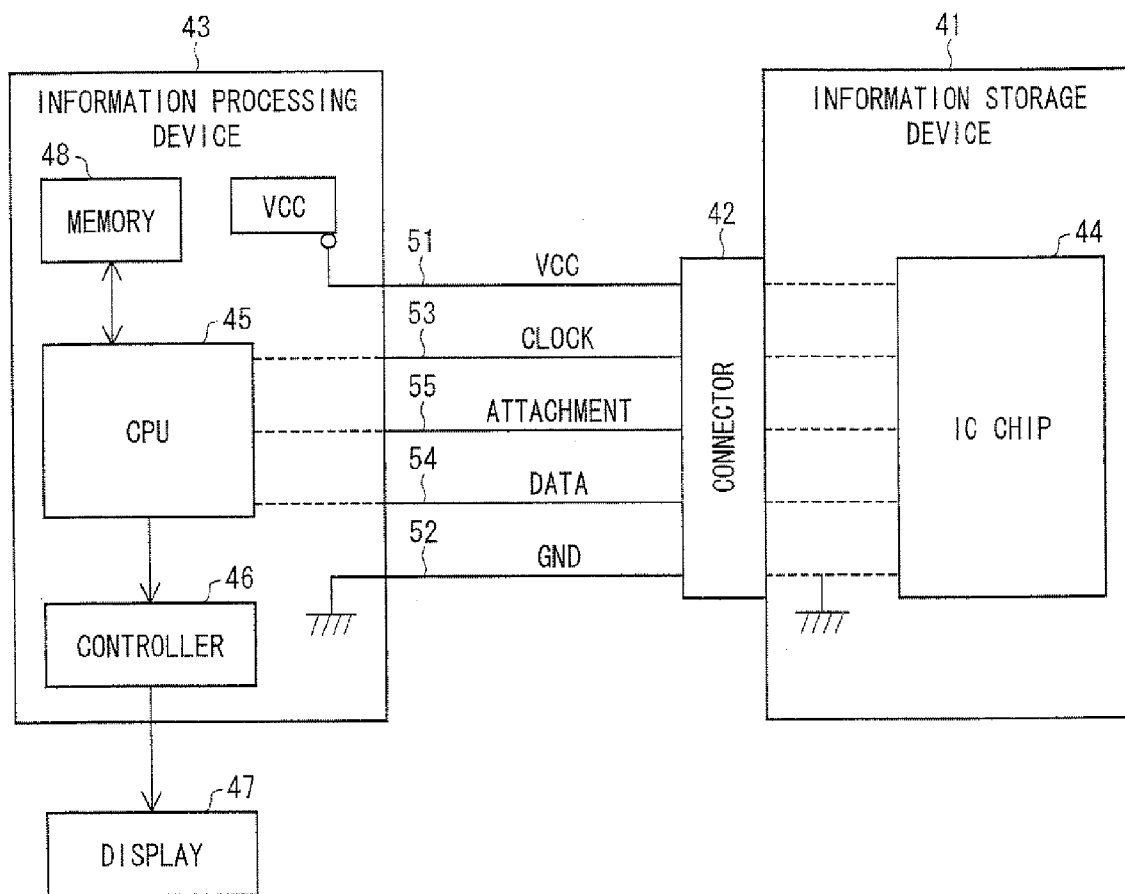 43
41
INFORMATION PROCESSING
DEVICE
INFORMATION STORAGE
DEVICE
48
MEMORY
VCC
42
44
51
VCC
45
53
CLOCK
55
ATTACHMENT
CPU
CONNECTOR
IC CHIP
54
DATA
52
GND
46
CONTROLLER
47
DISPLAY